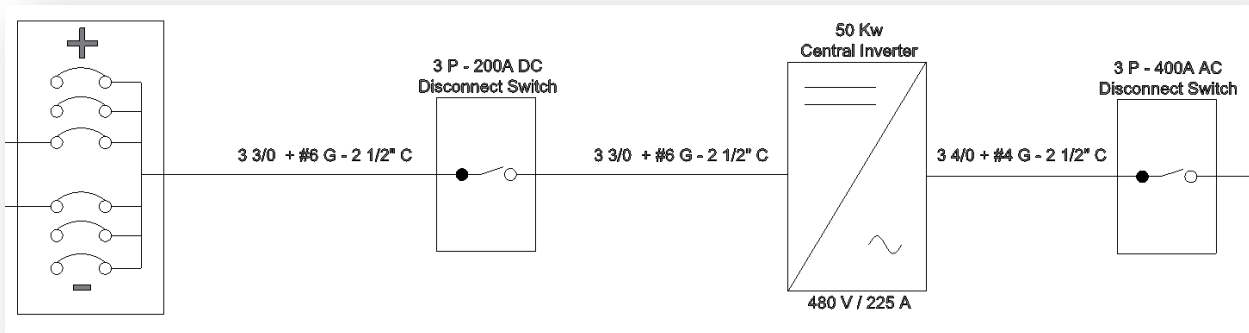 50 Kw
Central Inverter
3 P - 200A DC
Disconnect Switch
3 P - 400A AC
Disconnect Switch
3 3/0 + #6 G - 2 1/2" C
3 3/0 + #6 G - 2 1/2" C
3 4/0 + #4 G - 2 1/2" C
480 V / 225 A